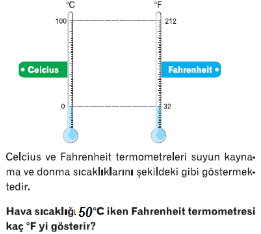 °C °F
100 212
• Celcius Fahrenheit •
0 32
Celcius ve Fahrenheit termometreleri suyun kayna-
ma ve donma sıcaklıklarını şekildeki gibi göstermek-
tedir.
Hava sıcaklığı 50°C iken Fahrenheit termometresi
kaç °F yi gösterir?